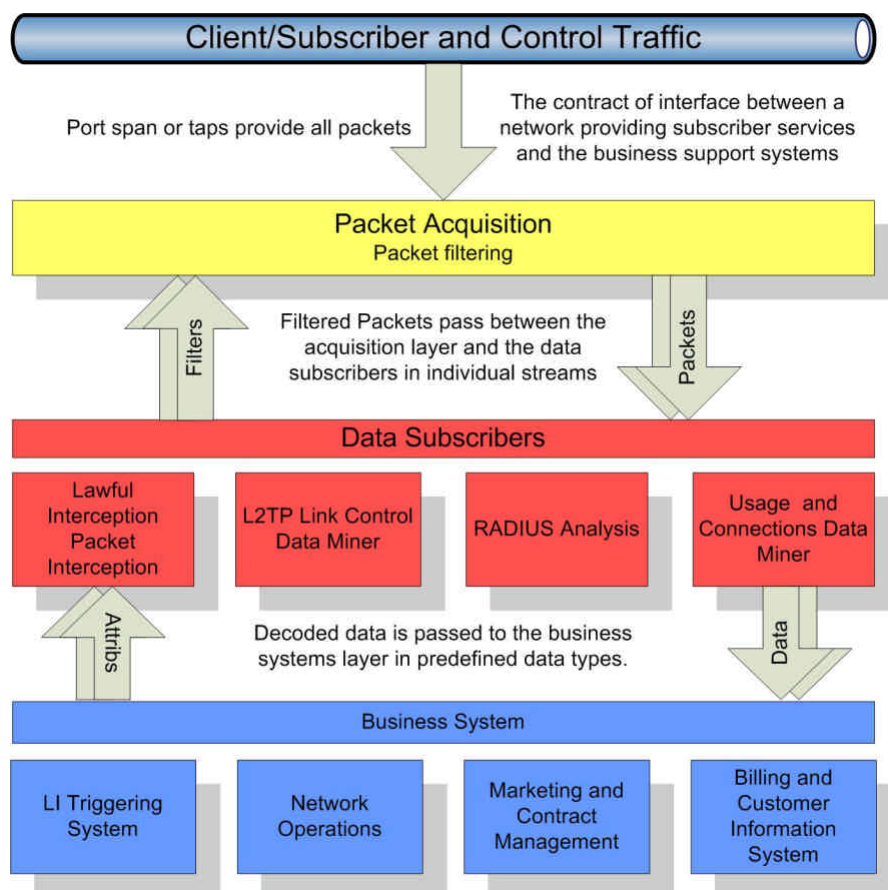 Client/Subscriber and Control Traffic
Port span or taps provide all packets
The contract of interface between a
network providing subscriber services
and the business support systems
Packet Acquisition
Packet filtering
Filters
Filtered Packets pass between the
acquisition layer and the data
subscribers in individual streams
Packets
Data Subscribers
Lawful
Interception
Packet
Interception
L2TP Link Control
Data Miner
RADIUS Analysis
Usage and
Connections Data
Miner
Attribs
Decoded data is passed to the business
systems layer in predefined data types.
Data
Business System
LI Triggering
System
Network
Operations
Marketing and
Contract
Management
Billing and
Customer
Information
System